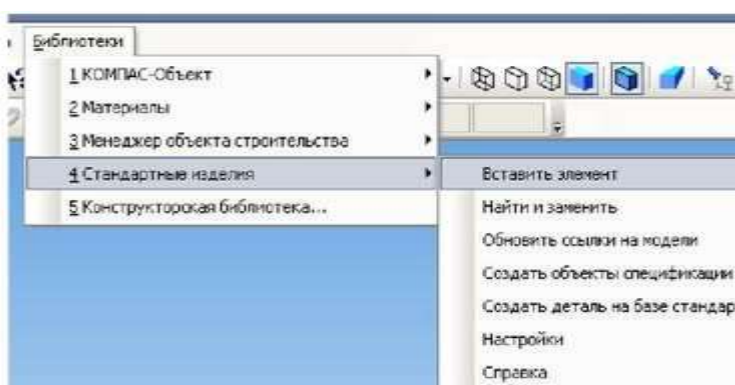 Библиотеки
1 КОМПАС-Объект
2 Материалы
3 Менеджер объекта строительства
4 Стандартные изделия
5 Конструкторская библиотека...
Вставить элемент
Найти и заменить
Обновить ссылки на модели
Создать объекты спецификации
Создать деталь на базе стандар
Настройки
Справка